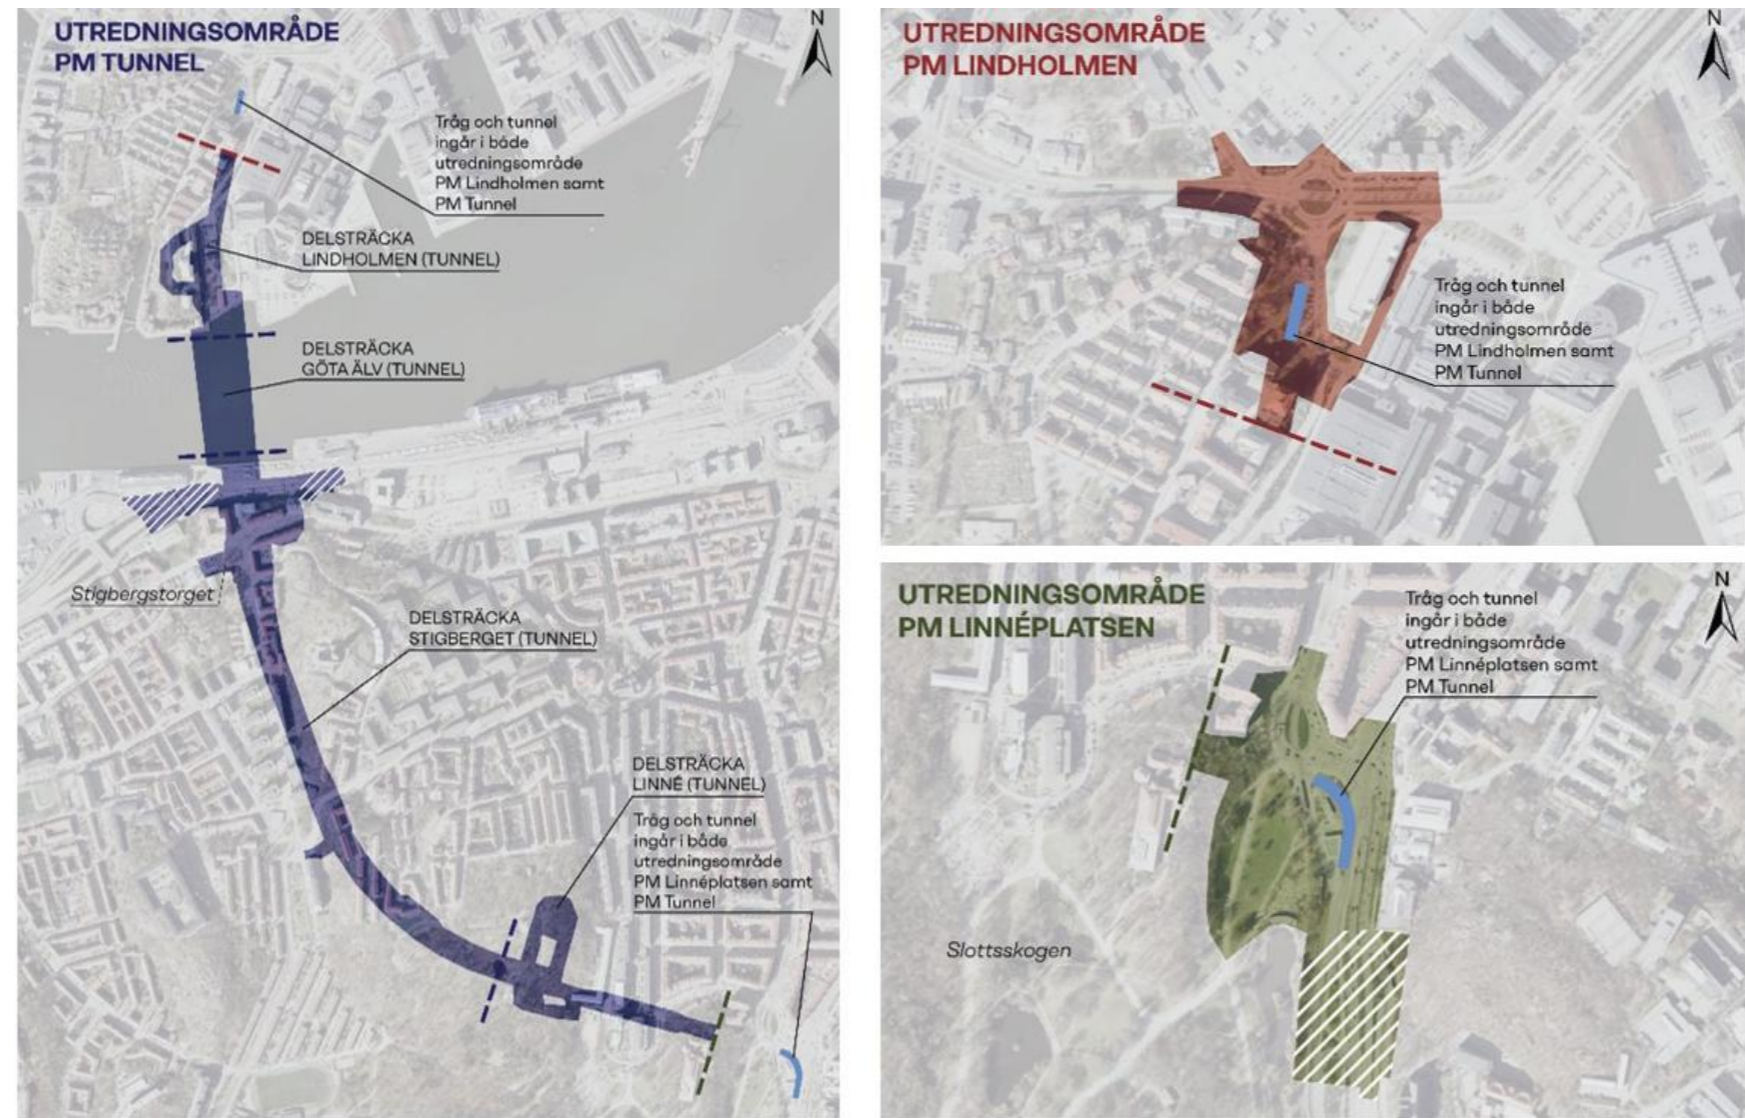 UTREDNINGSOMRÅDE
PM TUNNEL
N
Tråg och tunnel
ingår i både
utredningsområde
PM Lindholmen samt
PM Tunnel
DELSTRÄCKA
LINDHOLMEN (TUNNEL)
DELSTRÄCKA
GÖTA ÄLV (TUNNEL)
Stigbergstorget
DELSTRÄCKA
STIGBERGET (TUNNEL)
DELSTRÄCKA
LINNÉ (TUNNEL)
Tråg och tunnel
ingår i både
utredningsområde
PM Linnéplatsen samt
PM Tunnel
UTREDNINGSOMRÅDE
PM LINDHOLMEN
N
Tråg och tunnel
ingår i både
utredningsområde
PM Lindholmen samt
PM Tunnel
UTREDNINGSOMRÅDE
PM LINNÉPLATSEN
N
Tråg och tunnel
ingår i både
utredningsområde
PM Linnéplatsen samt
PM Tunnel
Slottsskogen